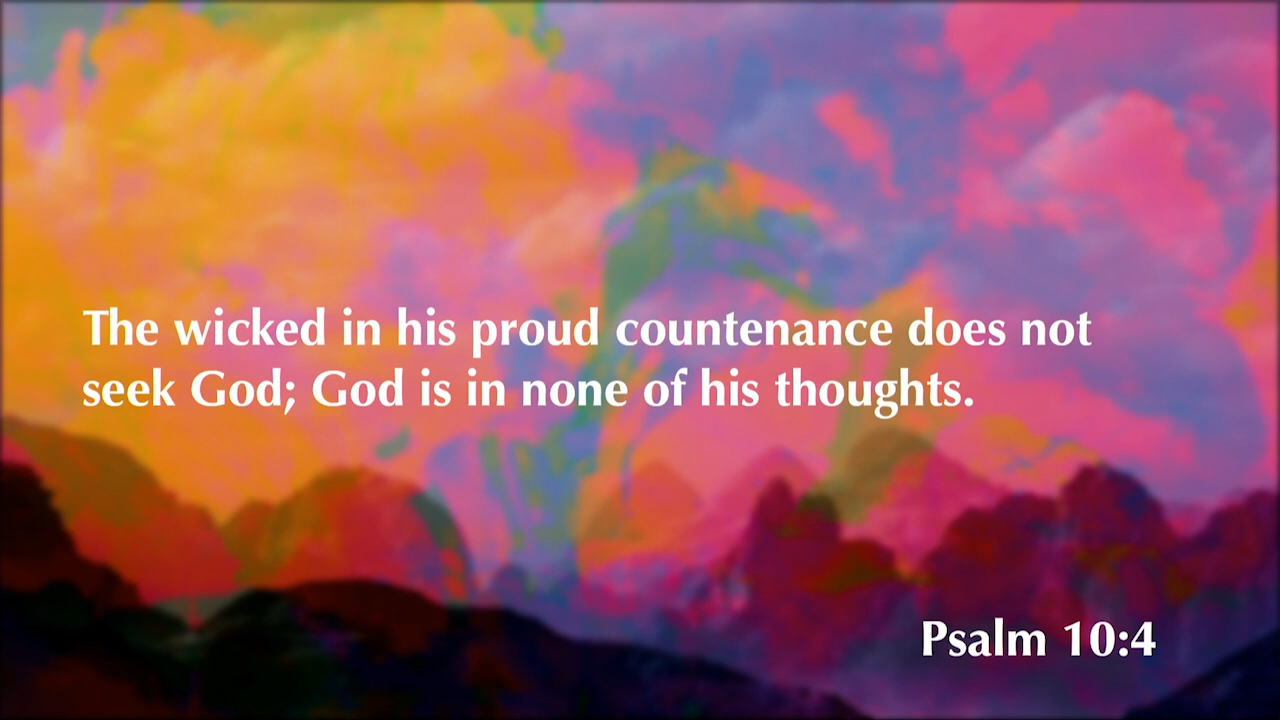 The wicked in his proud countenance does not
seek God; God is in none of his thoughts.
Psalm 10:4